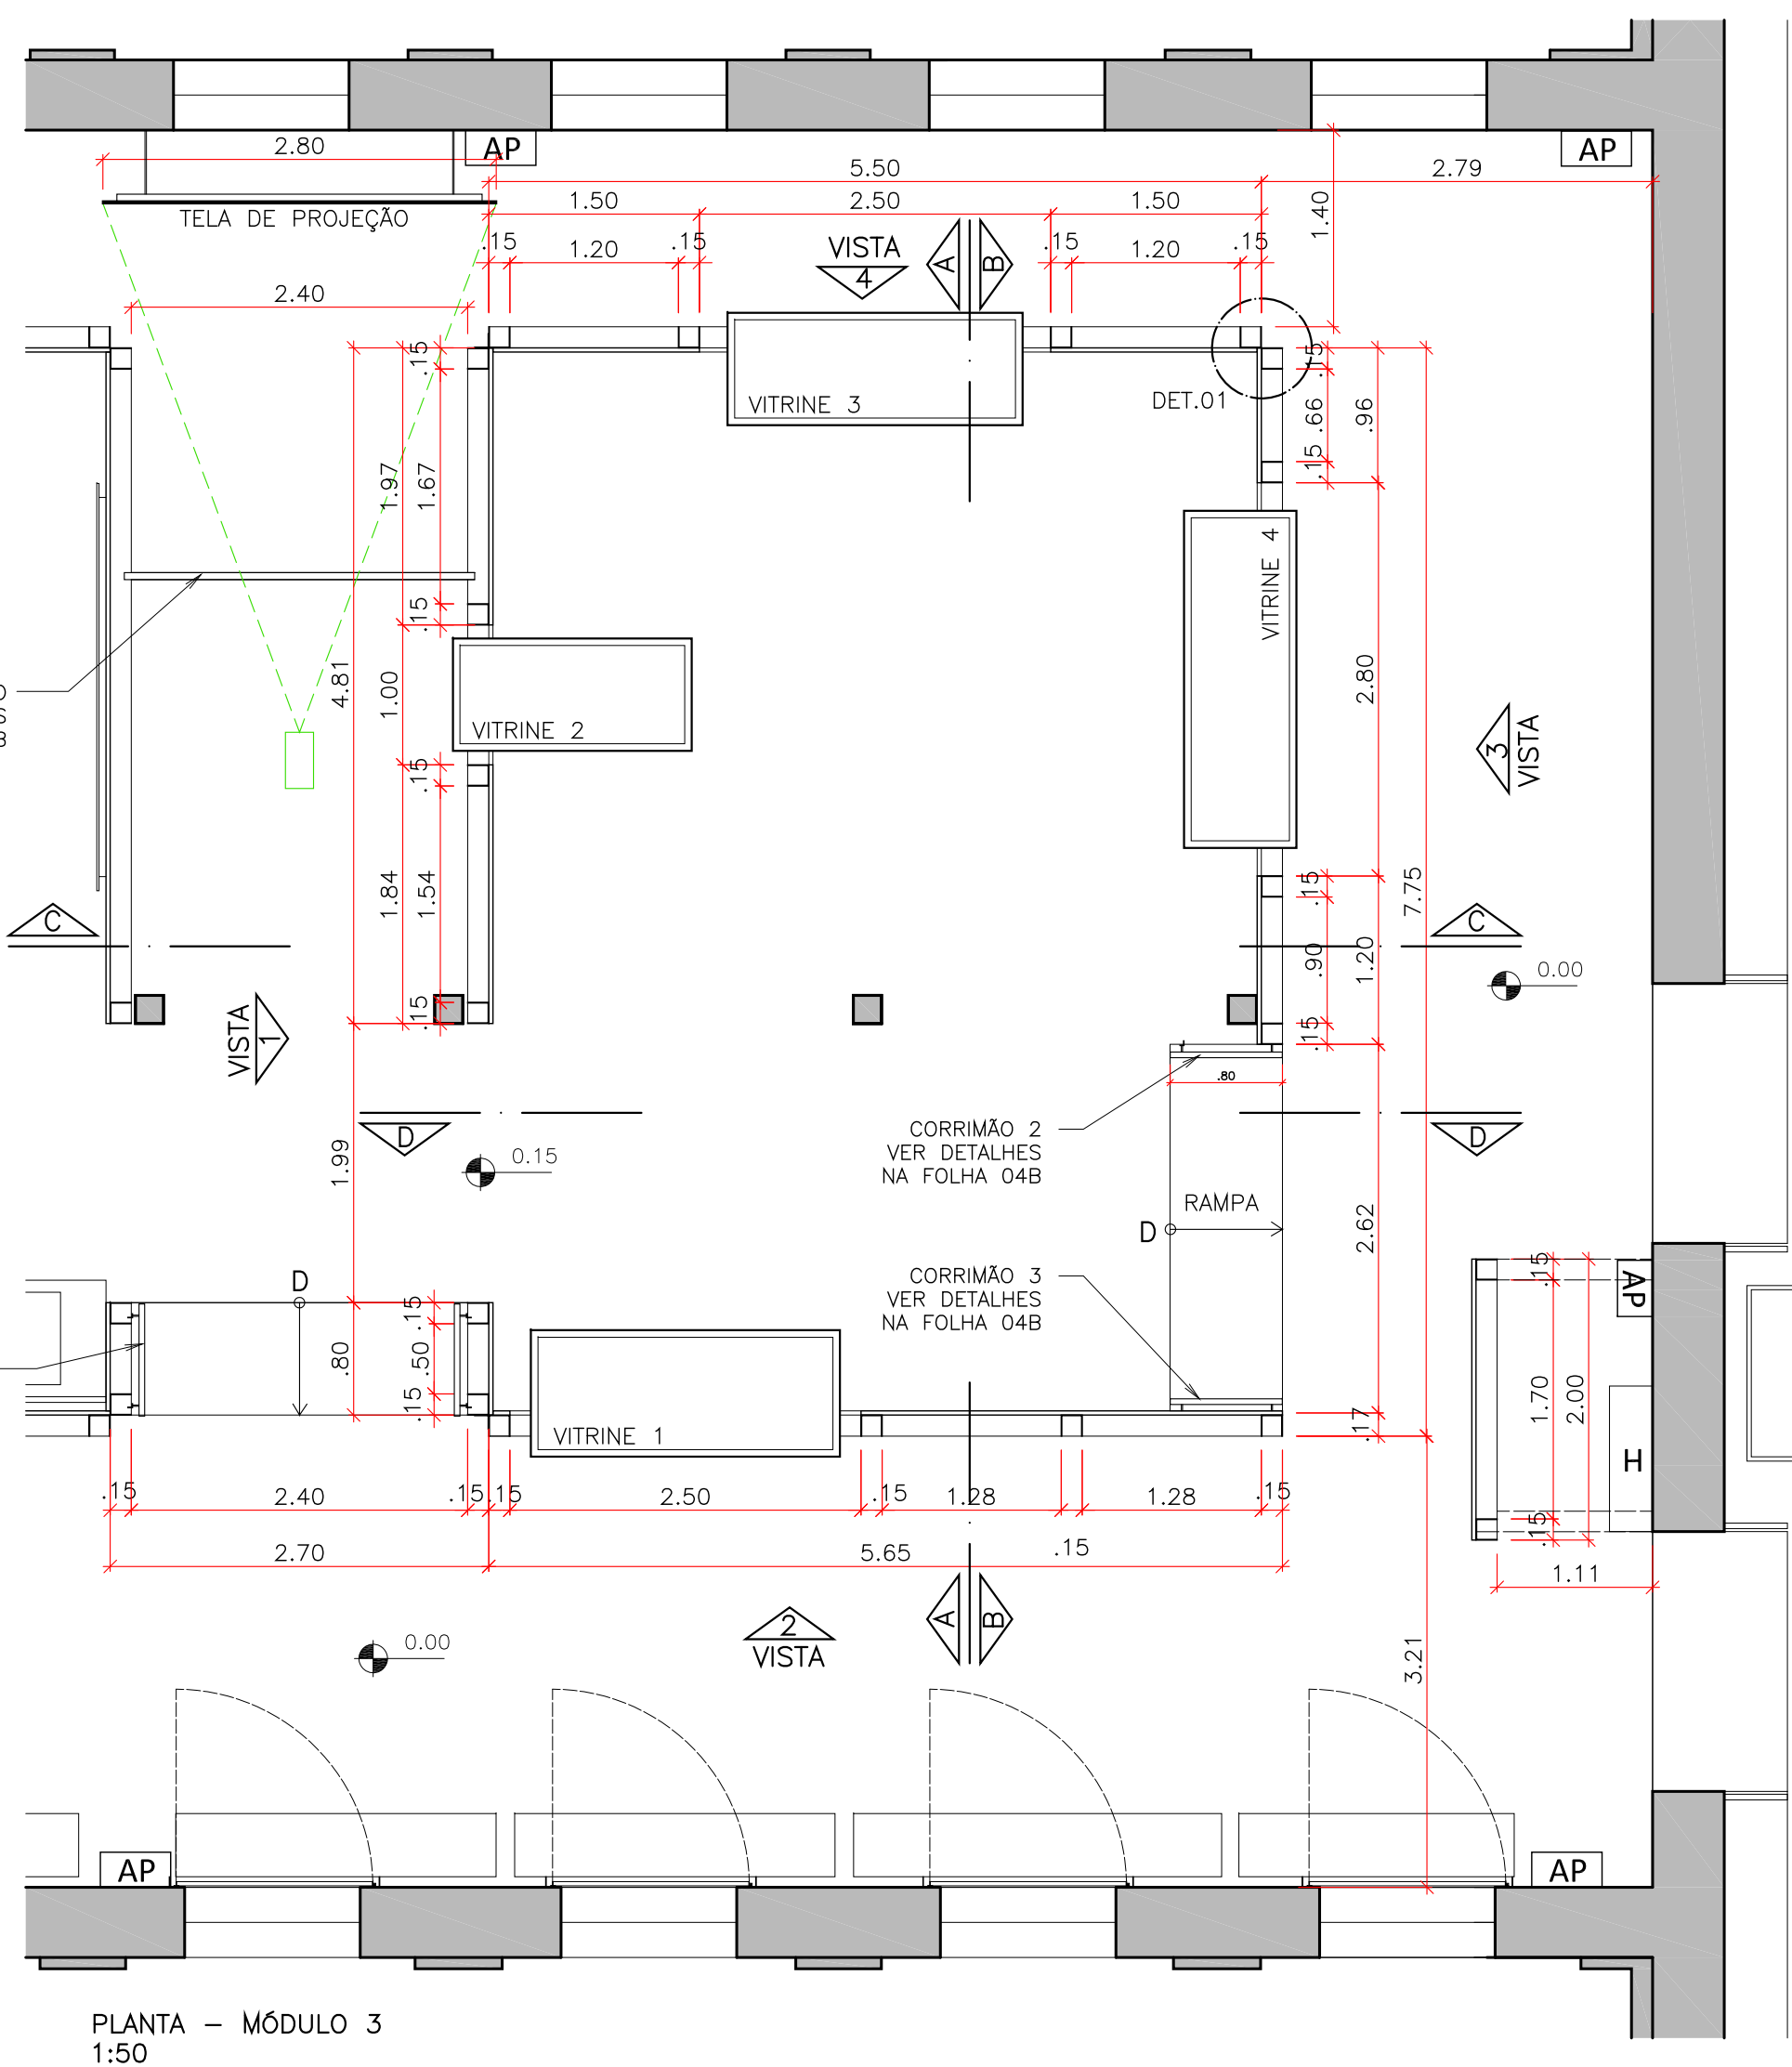 2.80
AP
AP
5.50
2.79
TELA DE PROJEÇÃO
1.50
2.50
1.50
1.40
.15
1.20
.15
VISTA
4
A
B
.15
1.20
.15
2.40
.15
VITRINE 3
DET.01
.15
.66
.96
.15
1.97
1.67
VITRINE 4
.15
4.81
1.00
VITRINE 2
2.80
3
VISTA
.15
1.84
1.54
.15
7.75
C
C
.90
1.20
0.00
.15
.15
VISTA
1
.80
D
CORRIMÃO 2
VER DETALHES
NA FOLHA 04B
D
1.99
0.15
RAMPA
D
2.62
CORRIMÃO 3
VER DETALHES
NA FOLHA 04B
D
.15
AP
.15
.80
.50
.15
1.70
2.00
VITRINE 1
.17
H
.15
2.40
.15
.15
2.50
.15
1.28
1.28
.15
.15
2.70
5.65
.15
1.11
2
VISTA
A
B
0.00
3.21
AP
AP
PLANTA – MÓDULO 3
1:50